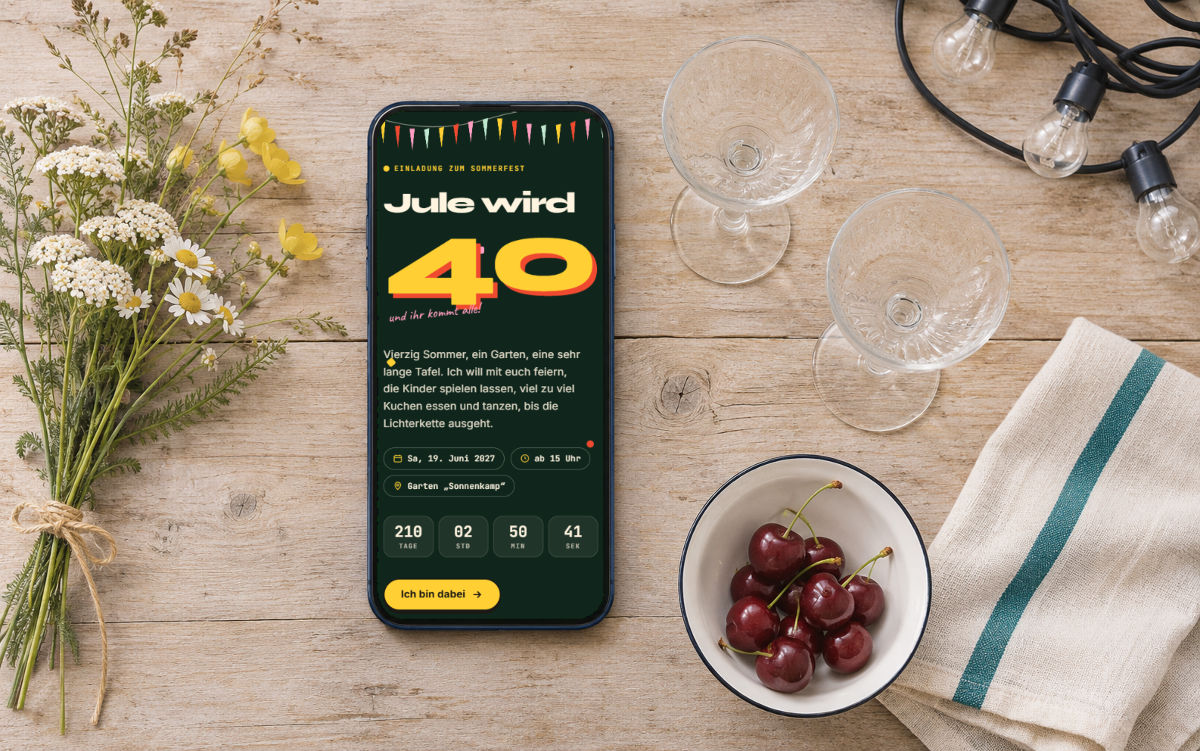 EINLADUNG ZUM SOMMERFEST
Jule wird
40
und ihr kommt alle!
Vierzig Sommer, ein Garten, eine sehr
lange Tafel. Ich will mit euch feiern,
die Kinder spielen lassen, viel zu viel
Kuchen essen und tanzen, bis die
Lichterkette ausgeht.
Sa, 19. Juni 2027
ab 15 Uhr
Garten „Sonnenkamp“
210 02 50 41
TAGE STD MIN SEK
Ich bin dabei →